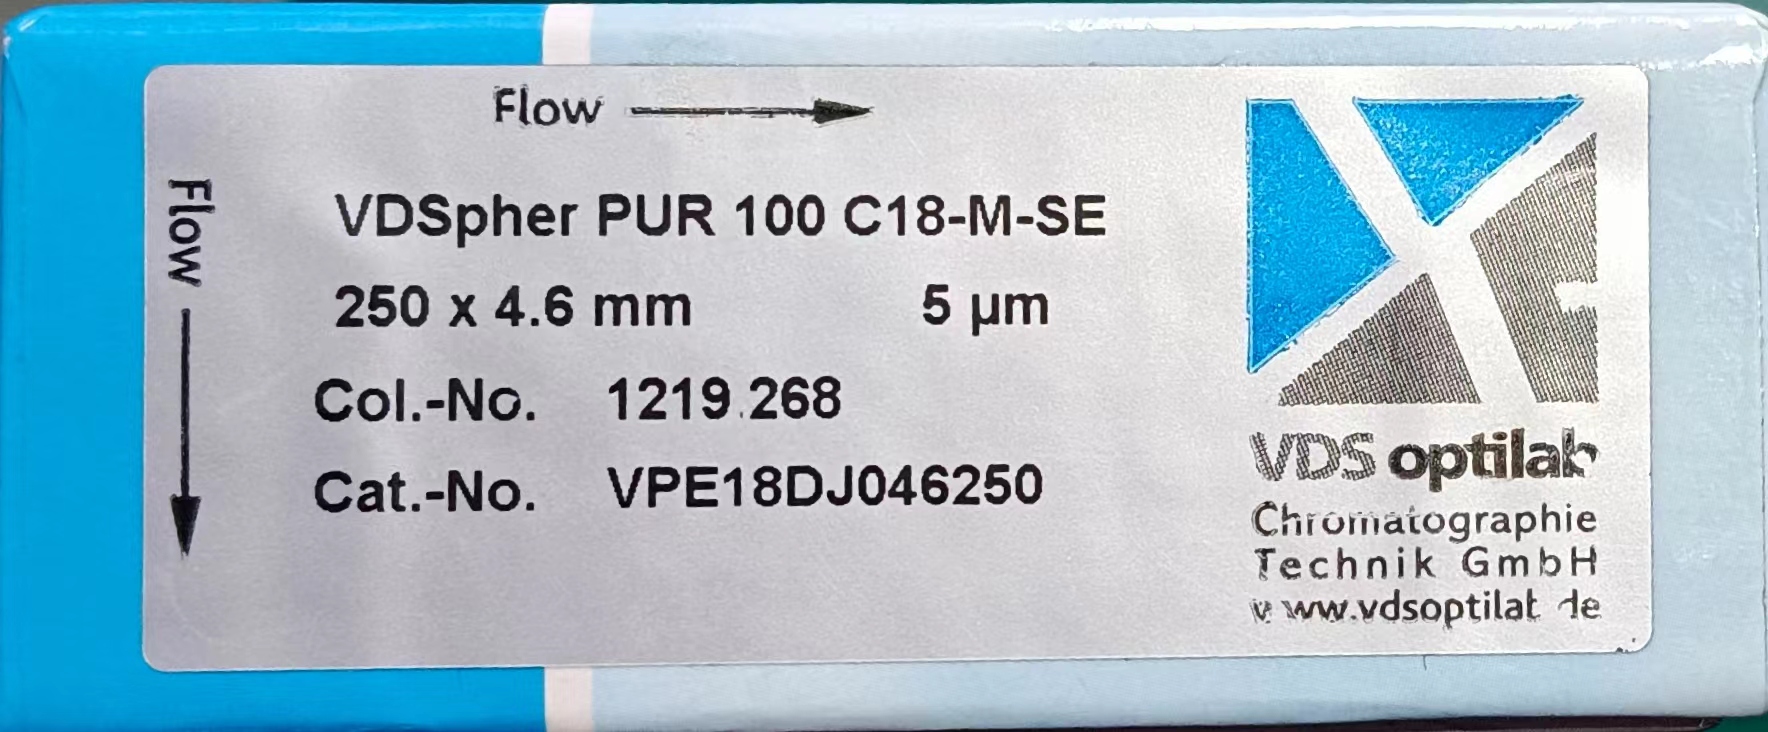 Flow
Flow
VDSpher PUR 100 C18-M-SE
250 x 4.6 mm 5 µm
Col.-No. 1219.268
Cat.-No. VPE18DJ046250
VDS optilab
Chromatographie
Technik GmbH
www.vdsoptilab.de